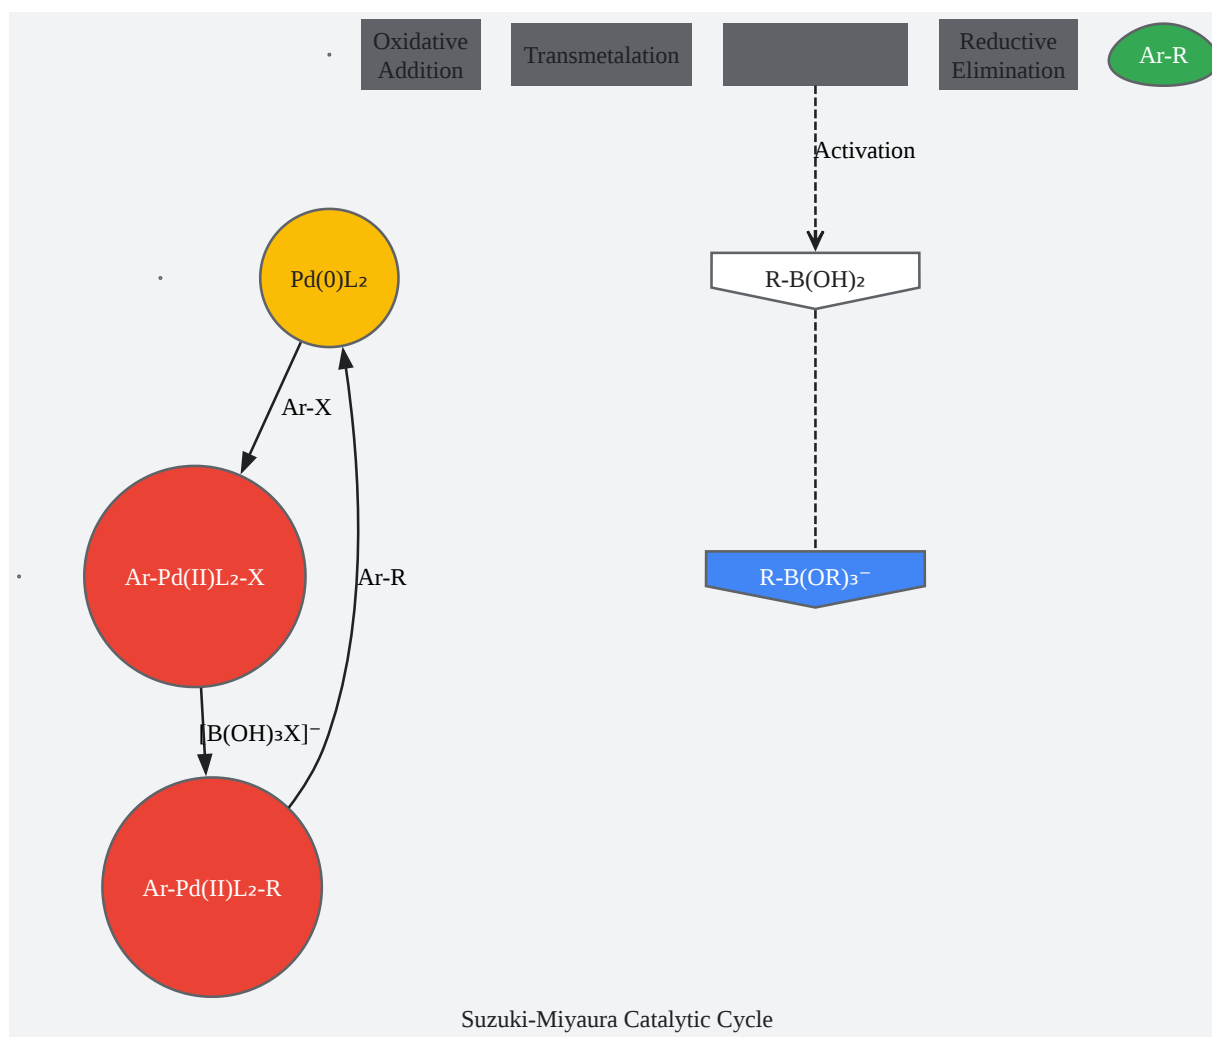 Oxidative
Addition
Transmetalation
Reductive
Elimination
Ar-R
Activation
Pd(0)L₂
R-B(OH)₂
Ar-X
Ar-Pd(II)L₂-X
Ar-R
R-B(OR)₃⁻
[B(OH)₃X]⁻
Ar-Pd(II)L₂-R
Suzuki-Miyaura Catalytic Cycle